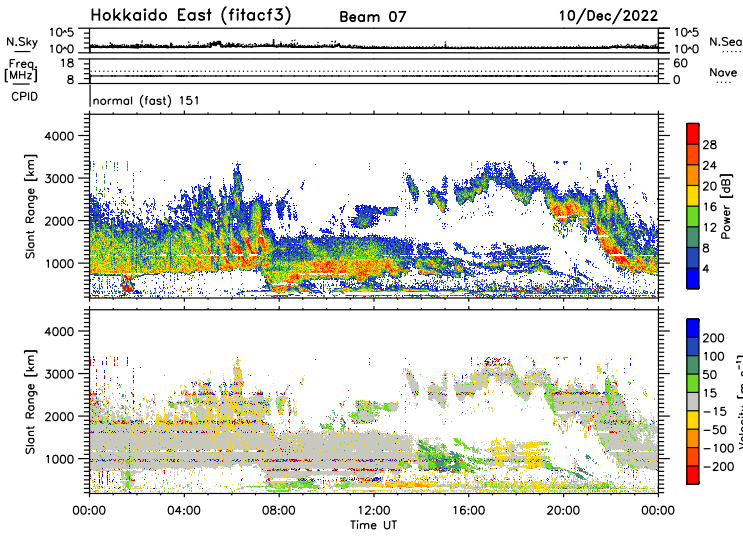 Hokkaido East (fitacf3) Beam 07 10/Dec/2022
N.Sky 10^5 10^0 10^5 10^0 N.Sea
Freq. [MHz] 18 8 60 0 Nave
CPID normal (fast) 151
Slant Range [km] 4000 3000 2000 1000
Power [dB] 28 24 20 16 12 8 4
Slant Range [km] 4000 3000 2000 1000
Velocity [m s⁻¹] 200 100 50 15 -15 -50 -100 -200
00:00 04:00 08:00 12:00 16:00 20:00 00:00
Time UT